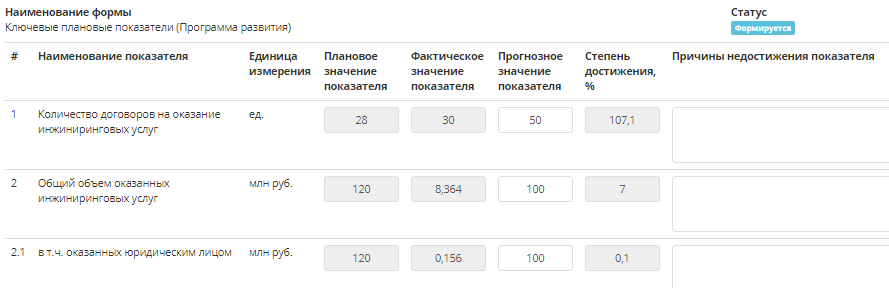 Наименование формы
Статус
Ключевые плановые показатели (Программа развития)
Формируется
# Наименование показателя Единица измерения Плановое значение показателя Фактическое значение показателя Прогнозное значение показателя Степень достижения, % Причины недостижения показателя
1 Количество договоров на оказание ед. 28 30 50 107,1
инжиниринговых услуг
2 Общий объем оказанных млн руб. 120 8,364 100 7
инжиниринговых услуг
2.1 в т.ч. оказанных юридическим лицом млн руб. 120 0,156 100 0,1